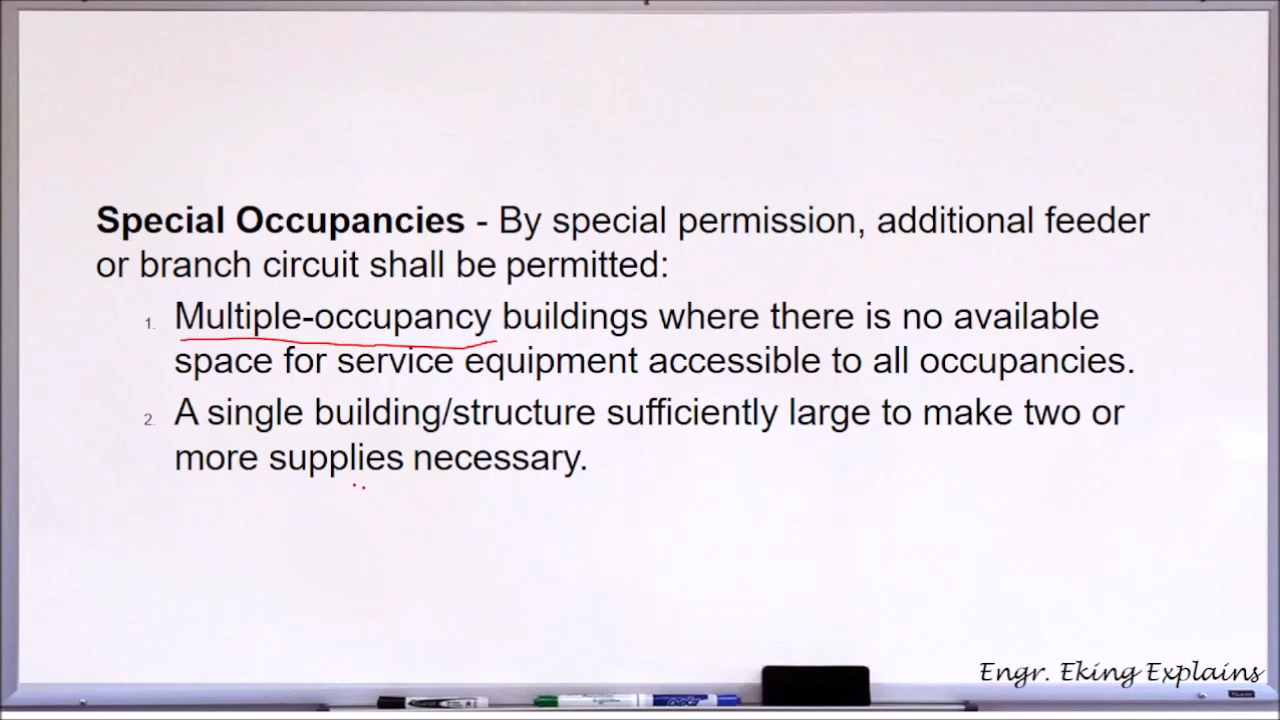 Special Occupancies - By special permission, additional feeder
or branch circuit shall be permitted:
1. Multiple-occupancy buildings where there is no available
space for service equipment accessible to all occupancies.
2. A single building/structure sufficiently large to make two or
more supplies necessary.
Engr. Eking Explains